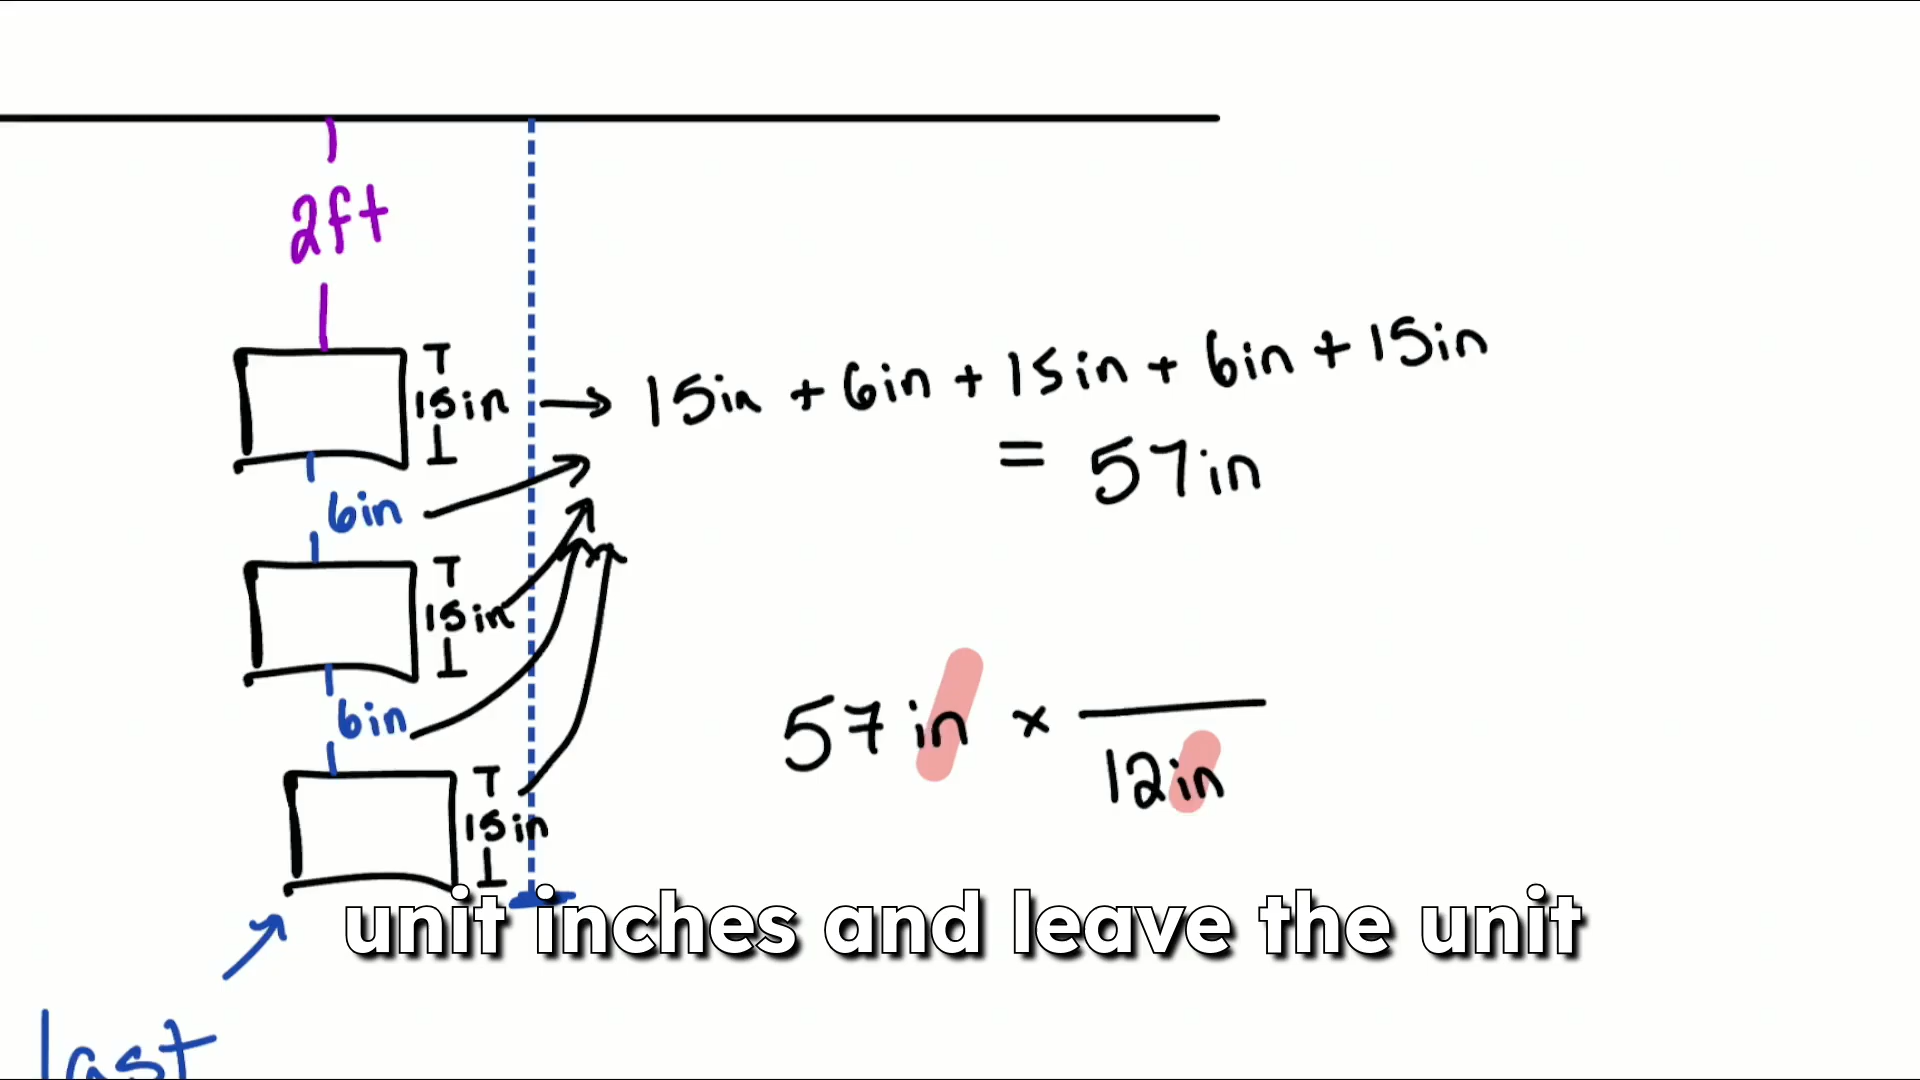 2ft
15in
15in + 6in + 15in + 6in + 15in
= 57in
6in
15in
6in
57 in ×
12in
15in
unit inches and leave the unit
last